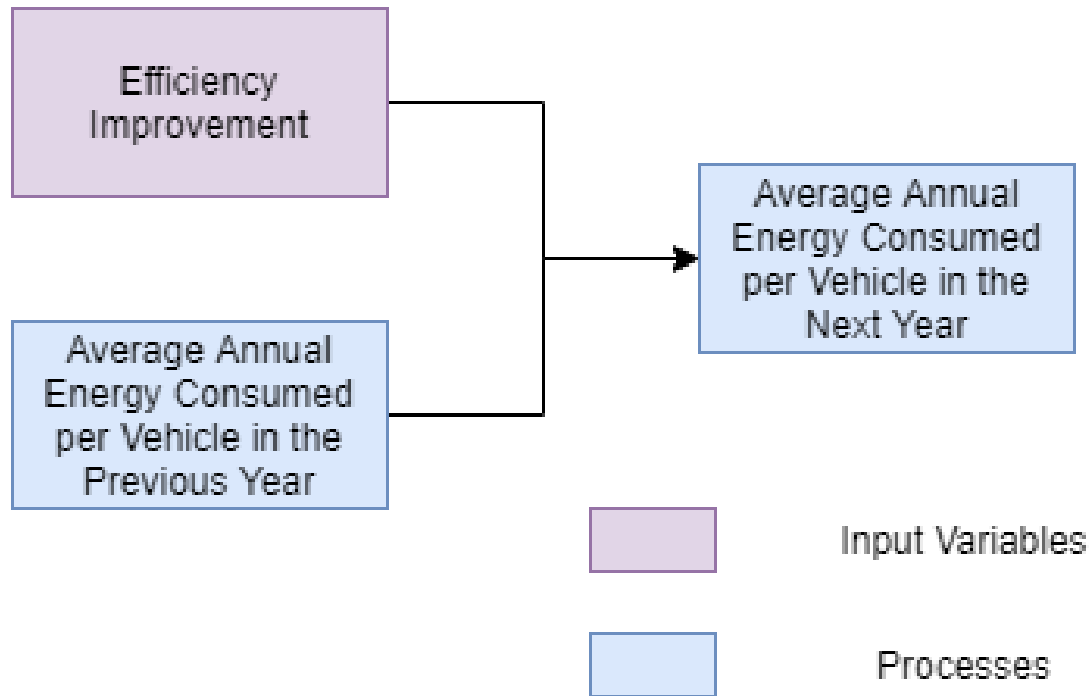 Efficiency
Improvement
Average Annual
Energy Consumed
per Vehicle in the
Next Year
Average Annual
Energy Consumed
per Vehicle in the
Previous Year
Input Variables
Processes